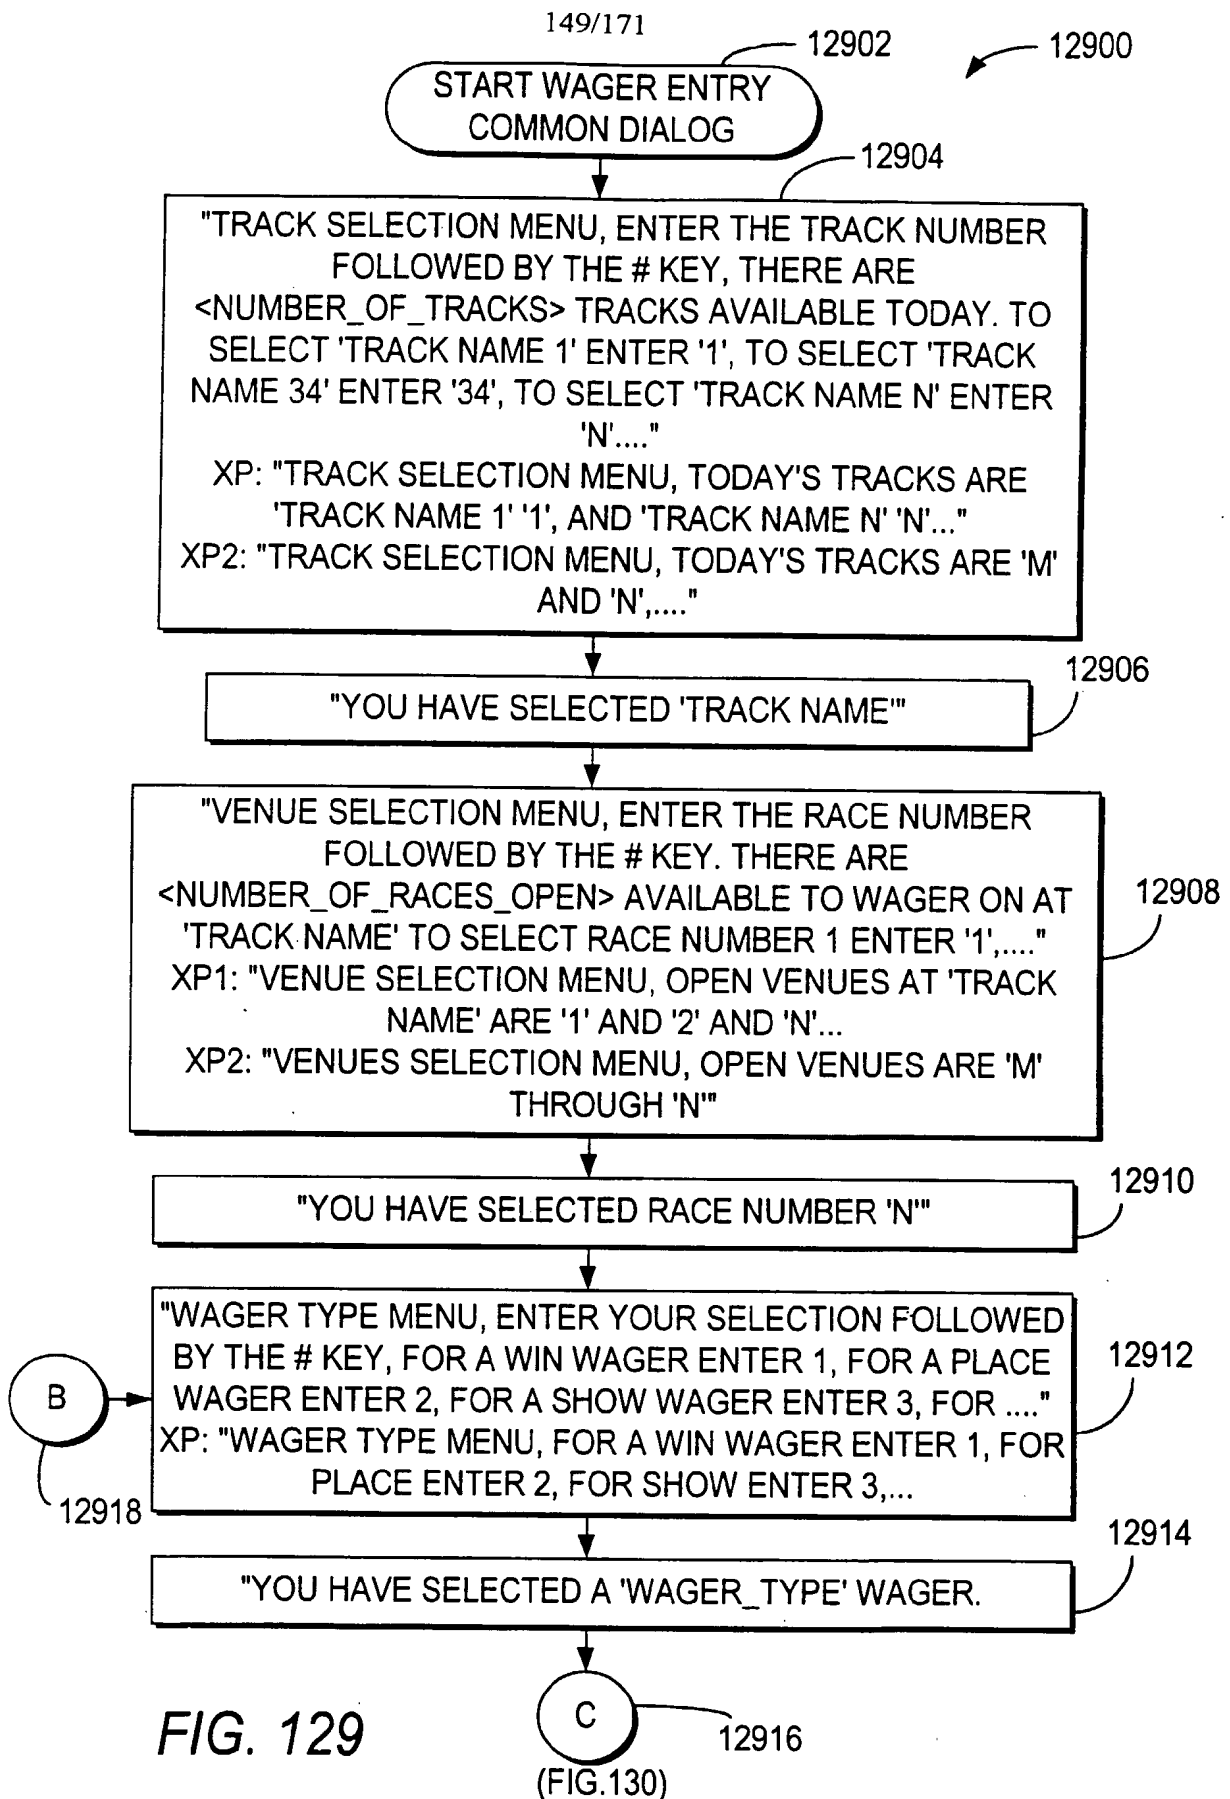 149/171
12902
12900
START WAGER ENTRY
COMMON DIALOG
12904
"TRACK SELECTION MENU, ENTER THE TRACK NUMBER
FOLLOWED BY THE # KEY, THERE ARE
<NUMBER_OF_TRACKS> TRACKS AVAILABLE TODAY. TO
SELECT 'TRACK NAME 1' ENTER '1', TO SELECT 'TRACK
NAME 34' ENTER '34', TO SELECT 'TRACK NAME N' ENTER
'N'...."
XP: "TRACK SELECTION MENU, TODAY'S TRACKS ARE
'TRACK NAME 1' '1', AND 'TRACK NAME N' 'N'..."
XP2: "TRACK SELECTION MENU, TODAY'S TRACKS ARE 'M'
AND 'N',...."
12906
"YOU HAVE SELECTED 'TRACK NAME'"
"VENUE SELECTION MENU, ENTER THE RACE NUMBER
FOLLOWED BY THE # KEY. THERE ARE
<NUMBER_OF_RACES_OPEN> AVAILABLE TO WAGER ON AT
'TRACK NAME' TO SELECT RACE NUMBER 1 ENTER '1',...."
XP1: "VENUE SELECTION MENU, OPEN VENUES AT 'TRACK
NAME' ARE '1' AND '2' AND 'N'...
XP2: "VENUES SELECTION MENU, OPEN VENUES ARE 'M'
THROUGH 'N'"
12908
12910
"YOU HAVE SELECTED RACE NUMBER 'N'"
"WAGER TYPE MENU, ENTER YOUR SELECTION FOLLOWED
BY THE # KEY, FOR A WIN WAGER ENTER 1, FOR A PLACE
WAGER ENTER 2, FOR A SHOW WAGER ENTER 3, FOR ...."
XP: "WAGER TYPE MENU, FOR A WIN WAGER ENTER 1, FOR
PLACE ENTER 2, FOR SHOW ENTER 3,...
12912
B
12918
12914
"YOU HAVE SELECTED A 'WAGER_TYPE' WAGER.
C
12916
(FIG.130)
FIG. 129